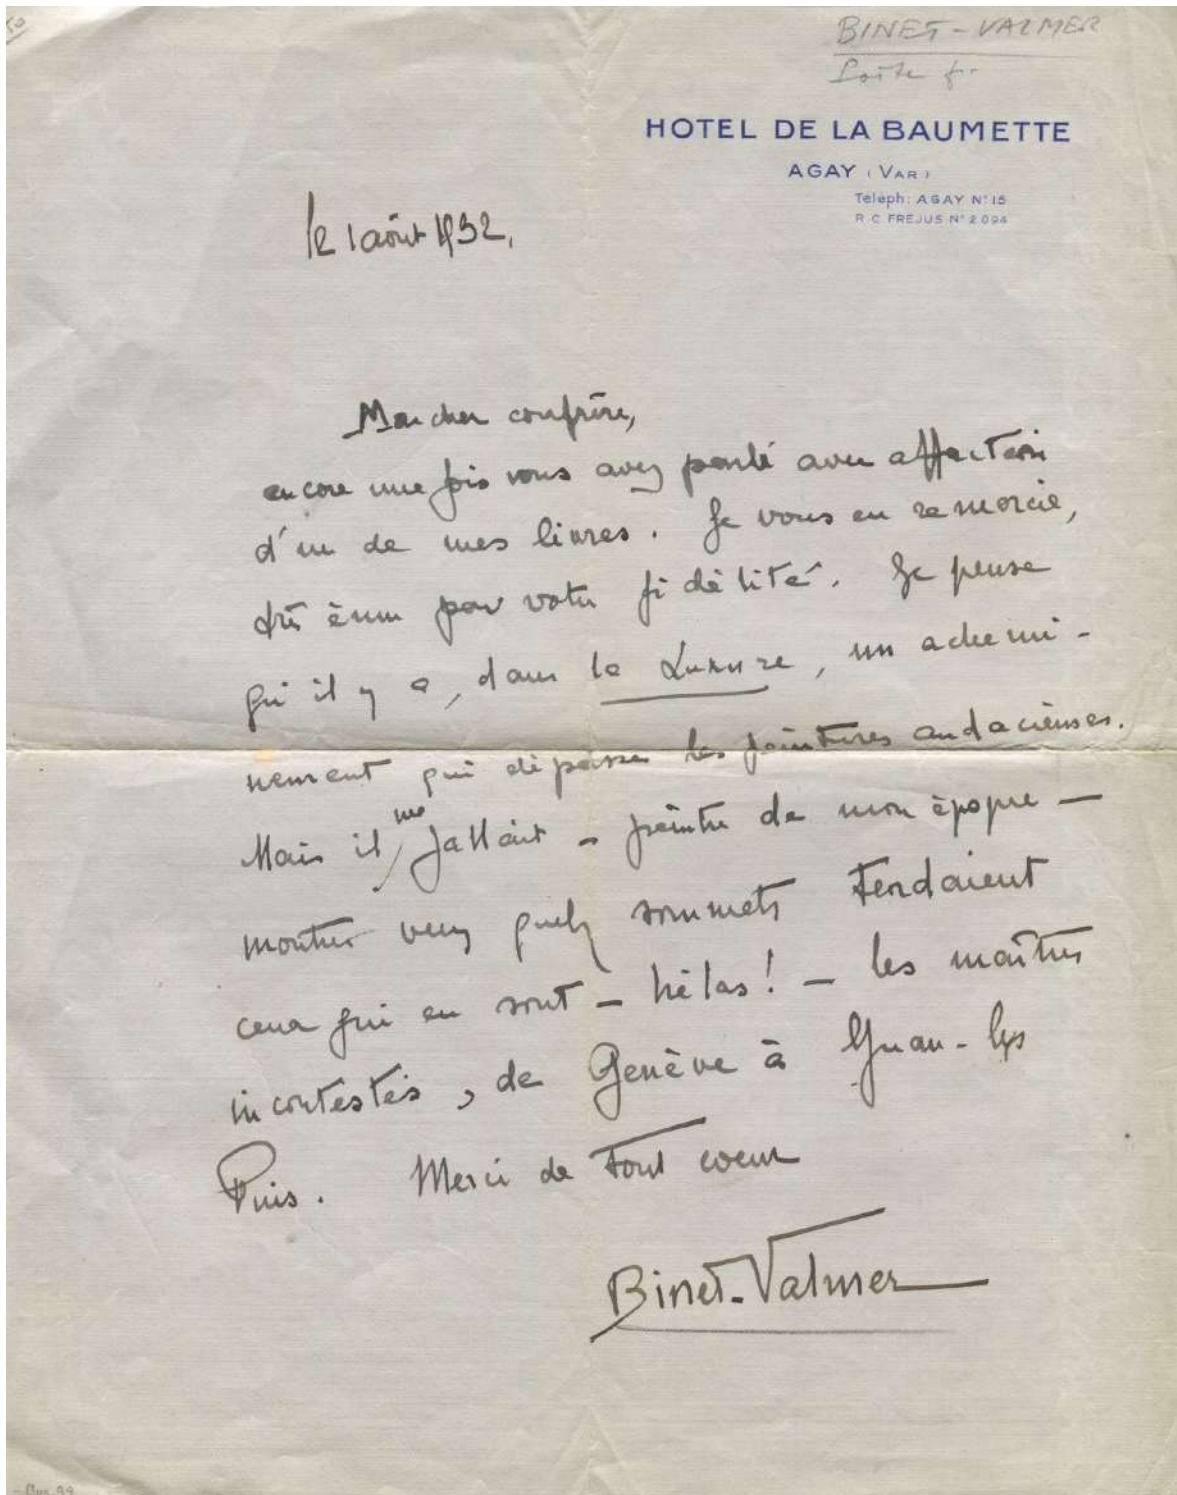 BINET-VALMER
HOTEL DE LA BAUMETTE
AGAY (VAR)
Téléph: AGAY N° 15
R.C. FREJUS N° 2094
le 1 août 1932,
Mon cher confrère,
encore une fois vous avez parlé avec affection
d'un de mes livres. Je vous en remercie,
très ému par votre fidélité. Je pense
qu'il y a, dans la Luxure, un achemi-
nement qui dépasse les peintures audacieuses.
Mais il me fallait - peintre de mon époque -
montrer vers quels sommets tendaient
ceux qui en sont - hélas! - les maîtres
incontestés, de Genève à Juan-les
Pins. Merci de tout coeur
Binet-Valmer